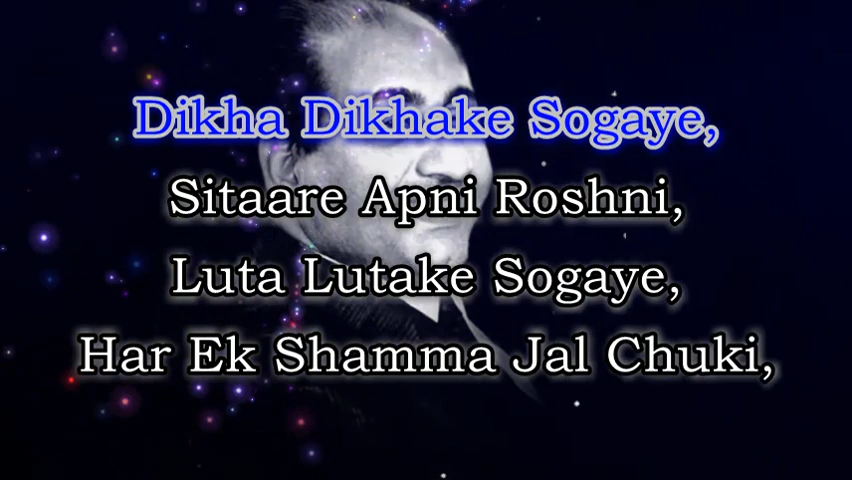 Dikha Dikhake Sogaye,
Sitaare Apni Roshni,
Luta Lutake Sogaye,
Har Ek Shamma Jal Chuki,